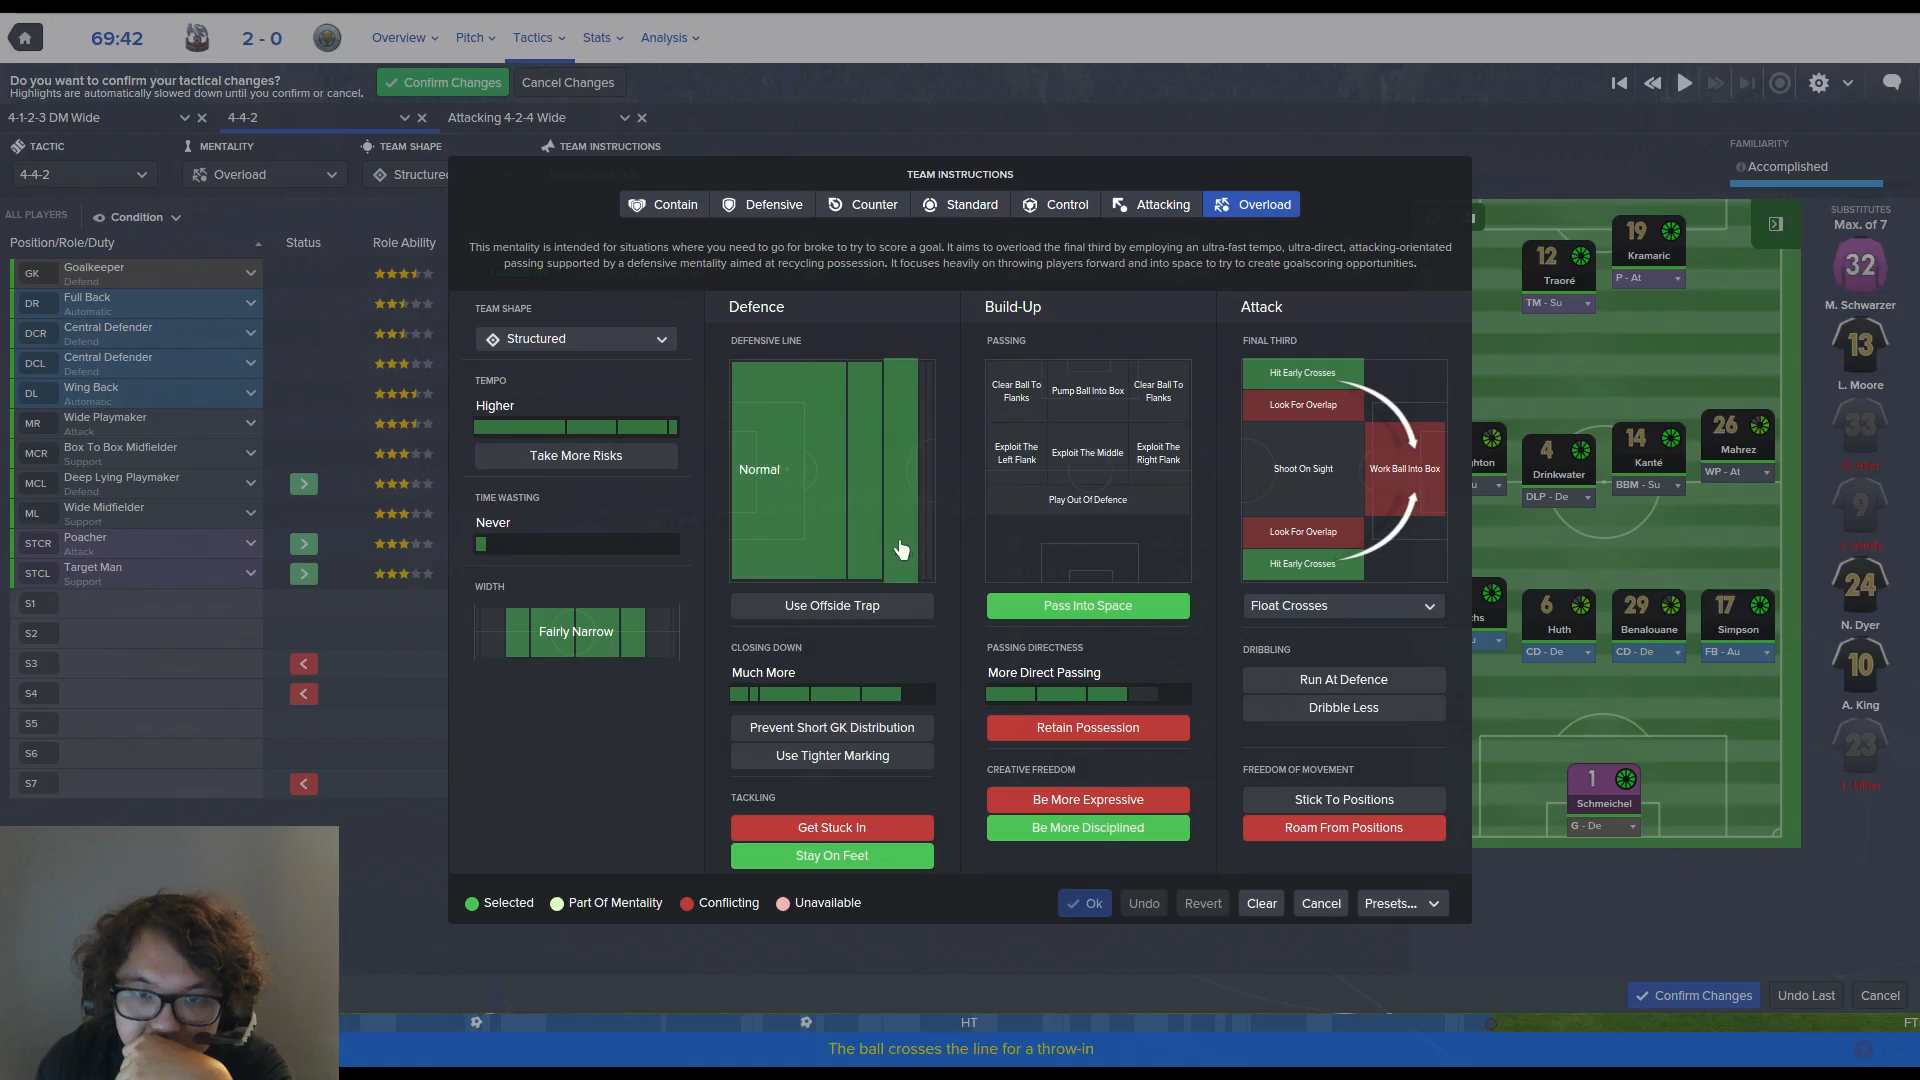 69:42
2 - 0
Overview
Pitch
Tactics
Stats
Analysis
Do you want to confirm your tactical changes?
Highlights are automatically slowed down until you confirm or cancel.
Confirm Changes
Cancel Changes
4-1-2-3 DM Wide
4-4-2
Attacking 4-2-4 Wide
TACTIC
MENTALITY
TEAM SHAPE
TEAM INSTRUCTIONS
FAMILIARITY
4-4-2
Overload
Structured
Accomplished
ALL PLAYERS
Condition
Position/Role/Duty
Status
Role Ability
GK
Goalkeeper
Defend
DR
Full Back
Automatic
DCR
Central Defender
Defend
DCL
Central Defender
Defend
DL
Wing Back
Automatic
MR
Wide Playmaker
Attack
MCR
Box To Box Midfielder
Support
MCL
Deep Lying Playmaker
Defend
ML
Wide Midfielder
Support
STCR
Poacher
Attack
STCL
Target Man
Support
S1
S2
S3
S4
S5
S6
S7
TEAM INSTRUCTIONS
Contain
Defensive
Counter
Standard
Control
Attacking
Overload
This mentality is intended for situations where you need to go for broke to try to score a goal. It aims to overload the final third by employing an ultra-fast tempo, ultra-direct, attacking-orientated
passing supported by a defensive mentality aimed at recycling possession. It focuses heavily on throwing players forward and into space to try to create goalscoring opportunities.
TEAM SHAPE
Structured
TEMPO
Higher
Take More Risks
TIME WASTING
Never
WIDTH
Fairly Narrow
Defence
DEFENSIVE LINE
Normal
Use Offside Trap
CLOSING DOWN
Much More
Prevent Short GK Distribution
Use Tighter Marking
TACKLING
Get Stuck In
Stay On Feet
Build-Up
PASSING
Clear Ball To
Flanks
Pump Ball Into Box
Clear Ball To
Flanks
Exploit The
Left Flank
Exploit The Middle
Exploit The
Right Flank
Play Out Of Defence
Pass Into Space
PASSING DIRECTNESS
More Direct Passing
Retain Possession
CREATIVE FREEDOM
Be More Expressive
Be More Disciplined
Attack
FINAL THIRD
Hit Early Crosses
Look For Overlap
Shoot On Sight
Work Ball Into Box
Look For Overlap
Hit Early Crosses
Float Crosses
DRIBBLING
Run At Defence
Dribble Less
FREEDOM OF MOVEMENT
Stick To Positions
Roam From Positions
Selected
Part Of Mentality
Conflicting
Unavailable
Ok
Undo
Revert
Clear
Cancel
Presets...
12
Traoré
TM - Su
19
Kramaric
P - At
4
Drinkwater
DLP - De
14
Kanté
BBM - Su
26
Mahrez
WP - At
6
Huth
CD - De
29
Benalouane
CD - De
17
Simpson
FB - Au
1
Schmeichel
G - De
SUBSTITUTES
Max. of 7
32
M. Schwarzer
13
L. Moore
33
9
24
N. Dyer
10
A. King
23
Confirm Changes
Undo Last
Cancel
HT
FT
The ball crosses the line for a throw-in